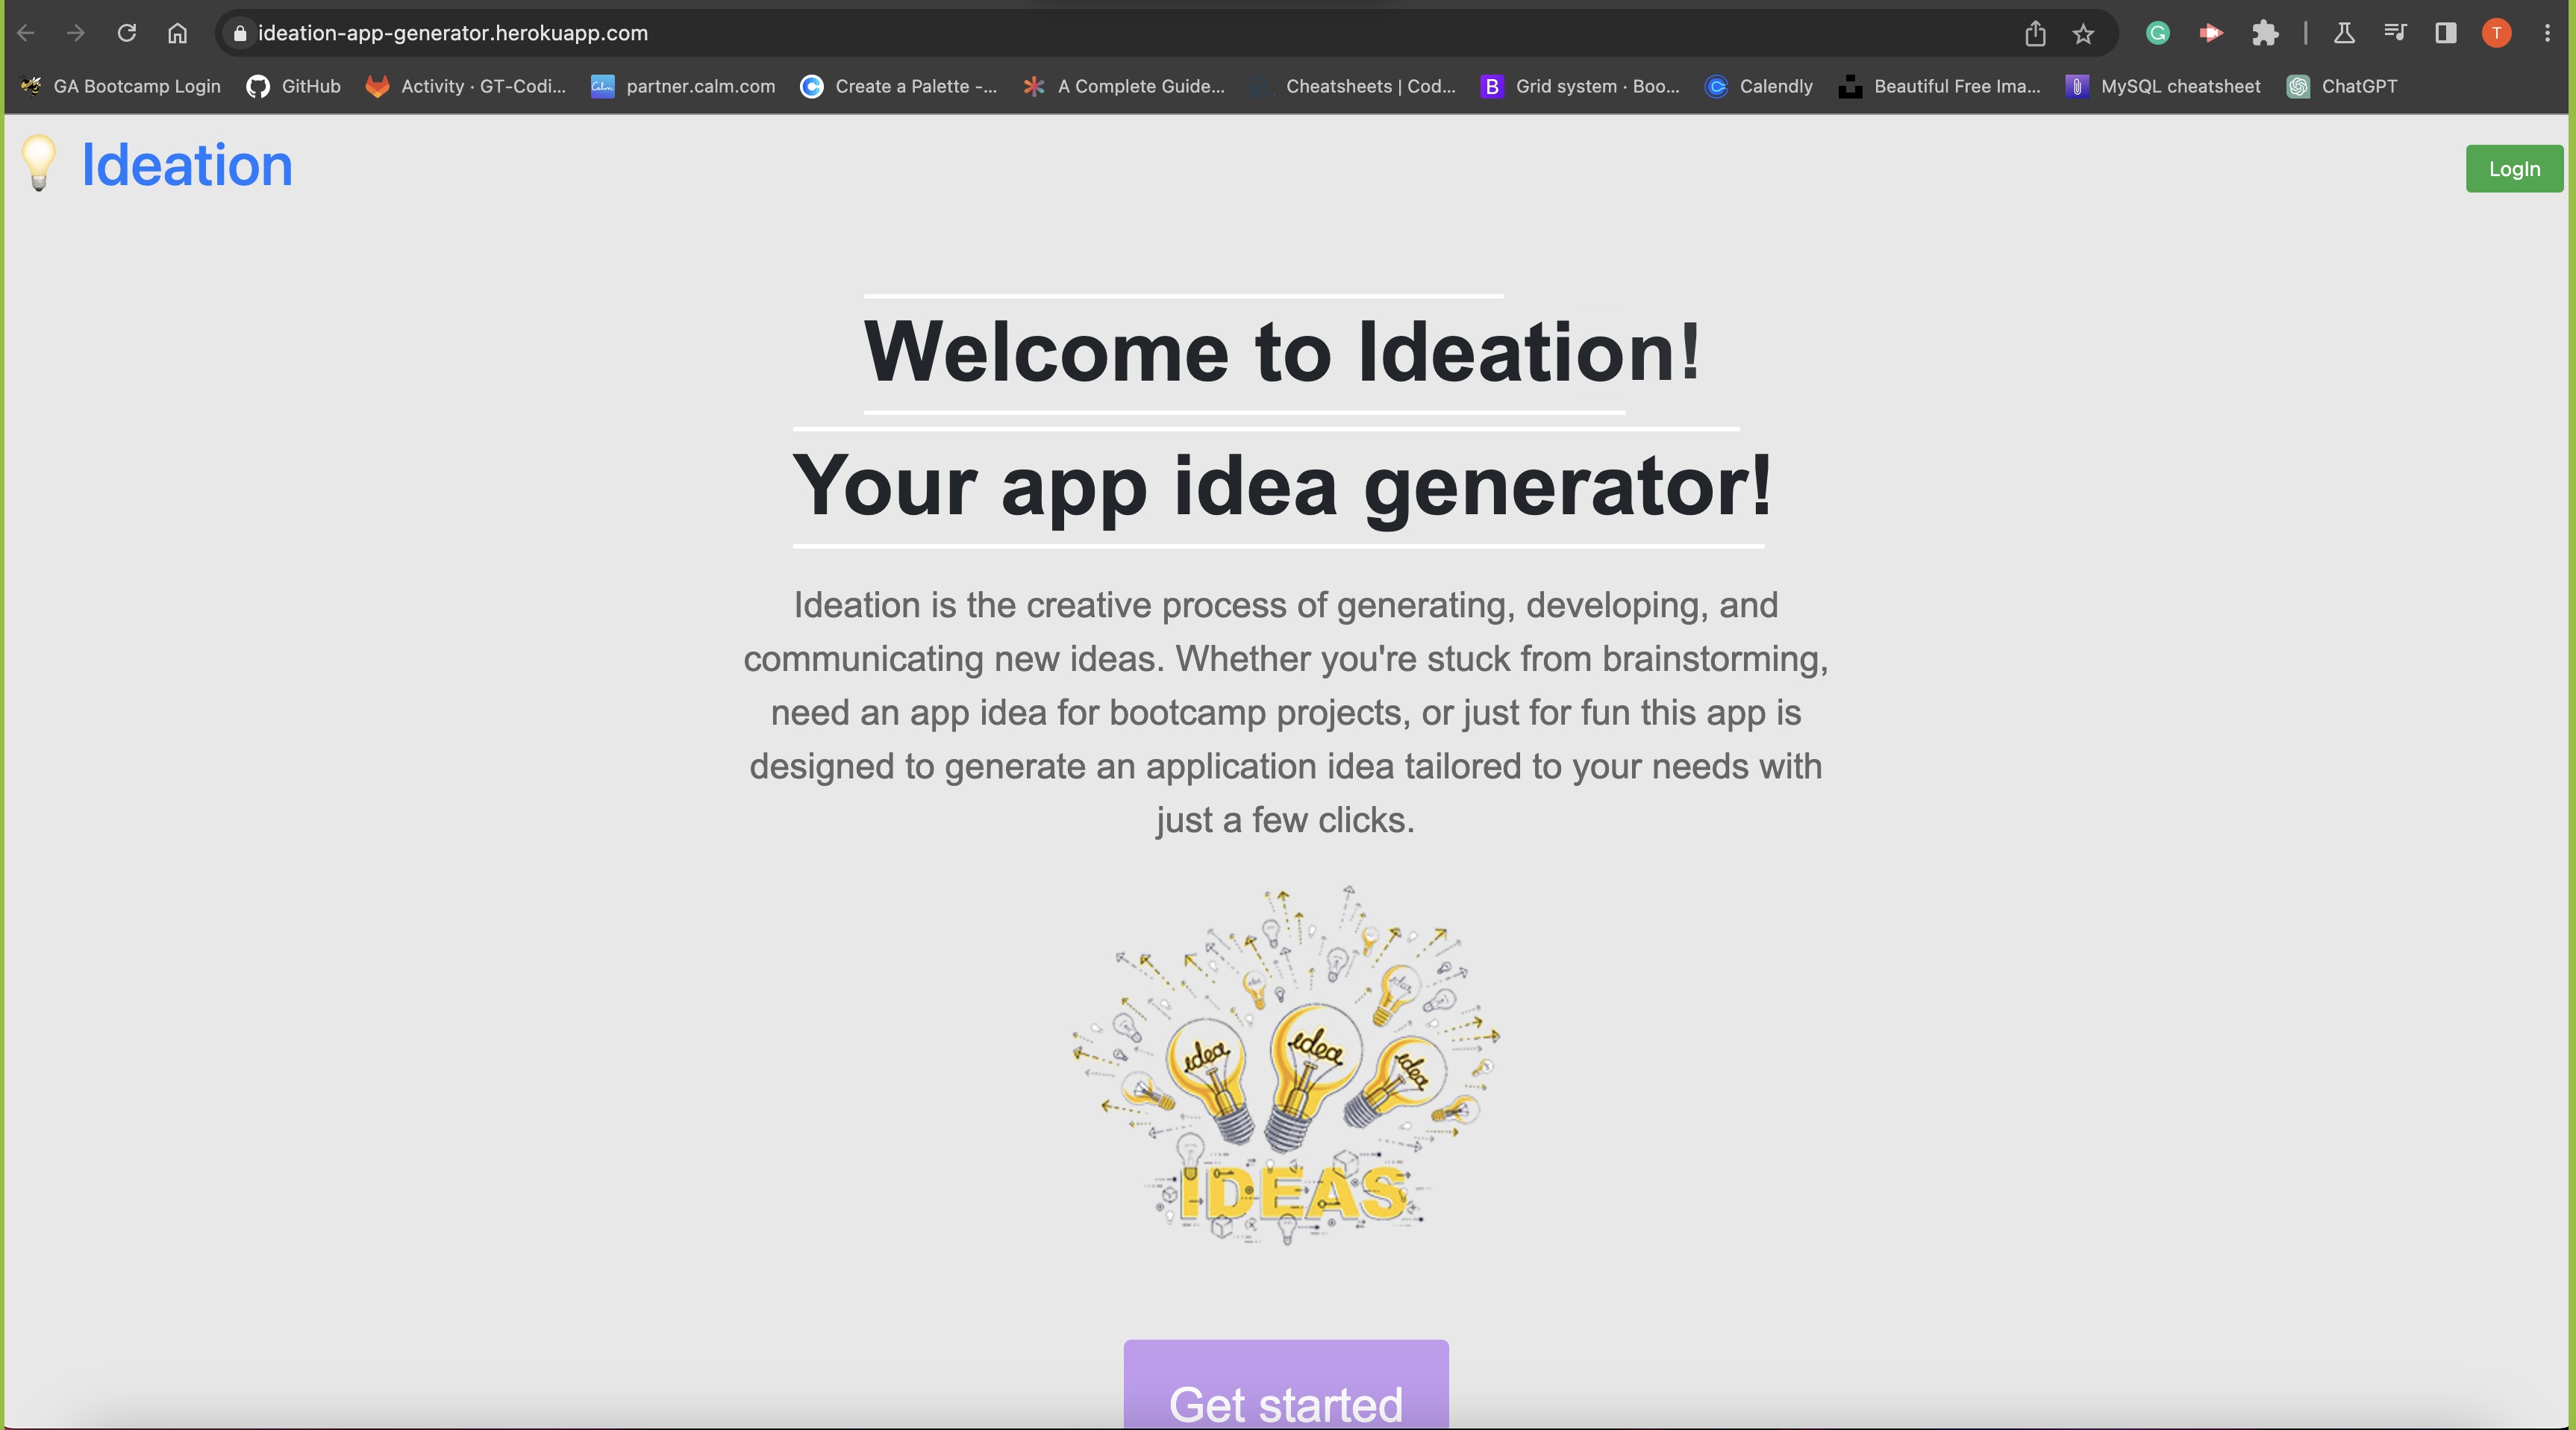 ideation-app-generator.herokuapp.com
T
GA Bootcamp Login GitHub Activity · GT-Codi... partner.calm.com Create a Palette -... A Complete Guide... Cheatsheets | Cod... Grid system · Boo... Calendly Beautiful Free Ima... MySQL cheatsheet ChatGPT
Ideation
LogIn
Welcome to Ideation!
Your app idea generator!
Ideation is the creative process of generating, developing, and
communicating new ideas. Whether you're stuck from brainstorming,
need an app idea for bootcamp projects, or just for fun this app is
designed to generate an application idea tailored to your needs with
just a few clicks.
idea idea idea
IDEAS
Get started